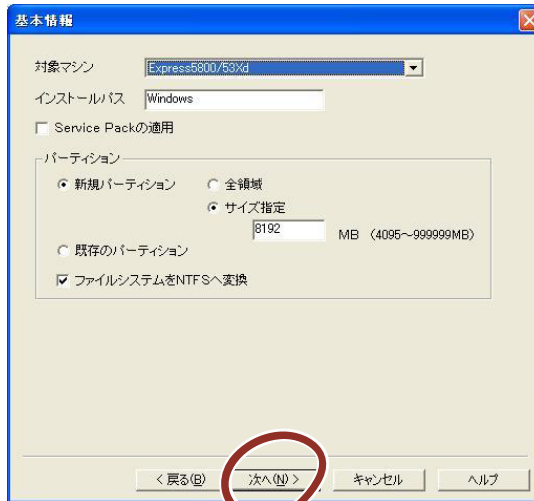 基本情報
対象マシン Express5800/53Xd
インストールパス Windows
Service Packの適用
パーティション
新規パーティション 全領域
サイズ指定
8192 MB (4095～999999MB)
既存のパーティション
ファイルシステムをNTFSへ変換
< 戻る(B) 次へ(N) > キャンセル ヘルプ